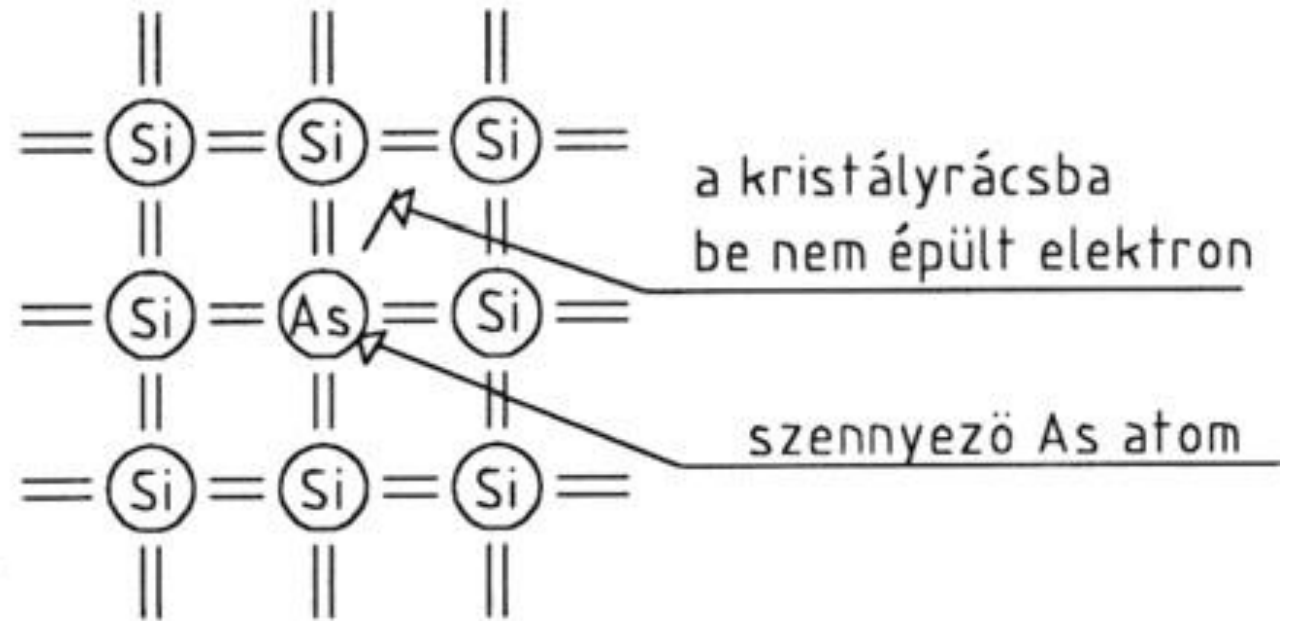 Si Si Si
a kristályrácsba
be nem épült elektron
Si As Si
szennyezö As atom
Si Si Si